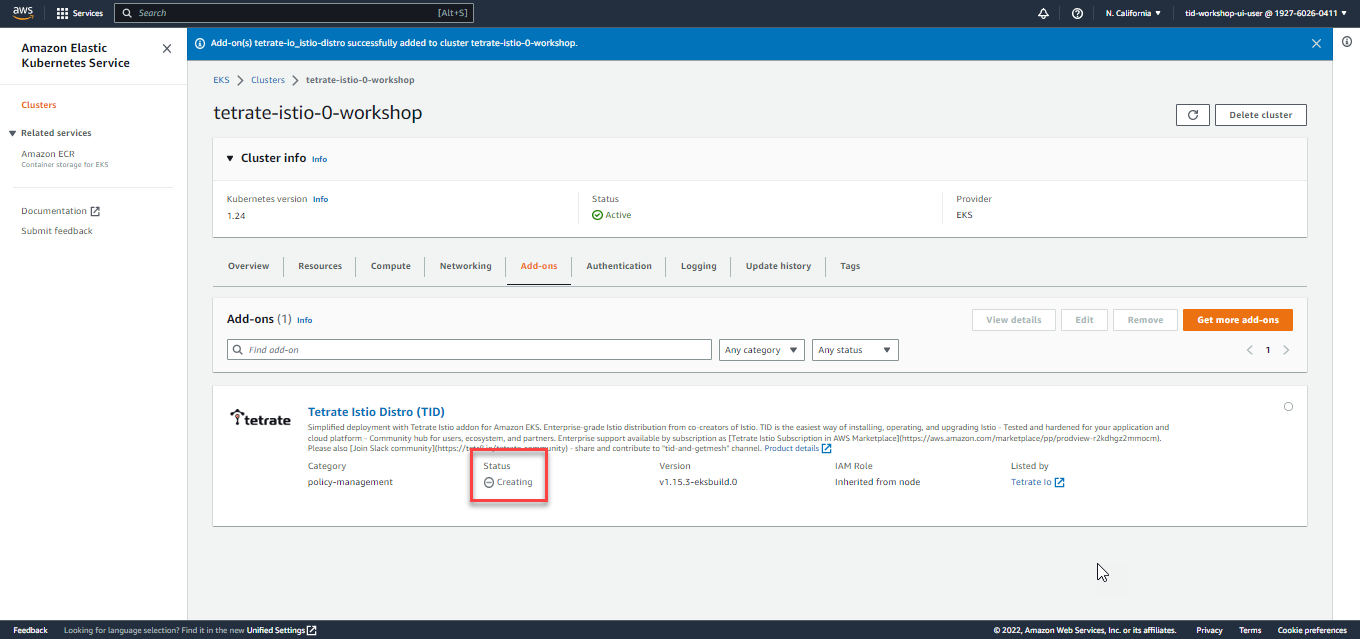 aws
Services
Search
[Alt+S]
N. California
tid-workshop-ui-user @ 1927-6026-0411
Amazon Elastic
Kubernetes Service
Clusters
Related services
Amazon ECR
Container storage for EKS
Documentation
Submit feedback
Add-on(s) tetrate-io_istio-distro successfully added to cluster tetrate-istio-0-workshop.
EKS
Clusters
tetrate-istio-0-workshop
tetrate-istio-0-workshop
Delete cluster
Cluster info Info
Kubernetes version Info
1.24
Status
Active
Provider
EKS
Overview
Resources
Compute
Networking
Add-ons
Authentication
Logging
Update history
Tags
Add-ons (1) Info
View details
Edit
Remove
Get more add-ons
Find add-on
Any category
Any status
1
tetrate
Tetrate Istio Distro (TID)
Simplified deployment with Tetrate Istio addon for Amazon EKS. Enterprise-grade Istio distribution from co-creators of Istio. TID is the easiest way of installing, operating, and upgrading Istio - Tested and hardened for your application and
cloud platform - Community hub for users, ecosystem, and partners. Enterprise support available by subscription as [Tetrate Istio Subscription in AWS Marketplace](https://aws.amazon.com/marketplace/pp/prodview-r2kdhgz2mmocm).
Please also [Join Slack community](https://tetr8.io/tetrate-community) - share and contribute to "tid-and-getmesh" channel. Product details
Category
policy-management
Status
Creating
Version
v1.15.3-eksbuild.0
IAM Role
Inherited from node
Listed by
Tetrate Io
Feedback
Looking for language selection? Find it in the new Unified Settings
© 2022, Amazon Web Services, Inc. or its affiliates.
Privacy
Terms
Cookie preferences